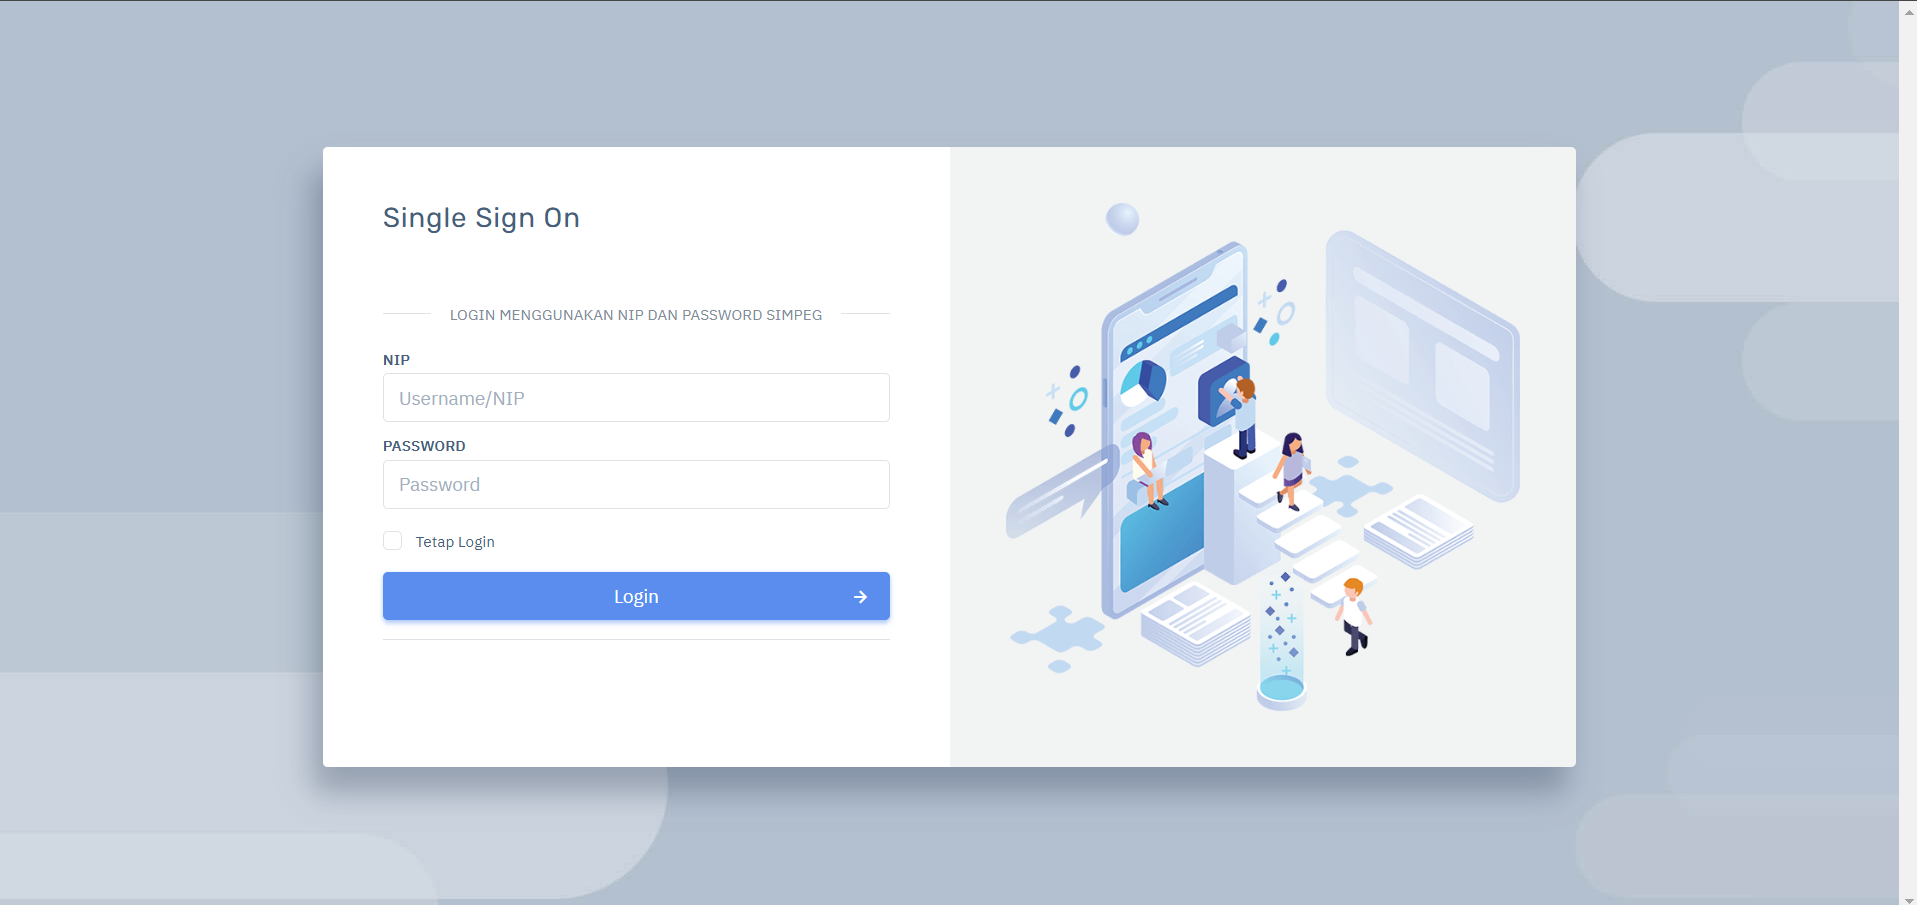 Single Sign On
LOGIN MENGGUNAKAN NIP DAN PASSWORD SIMPEG
NIP
Username/NIP
PASSWORD
Password
Tetap Login
Login